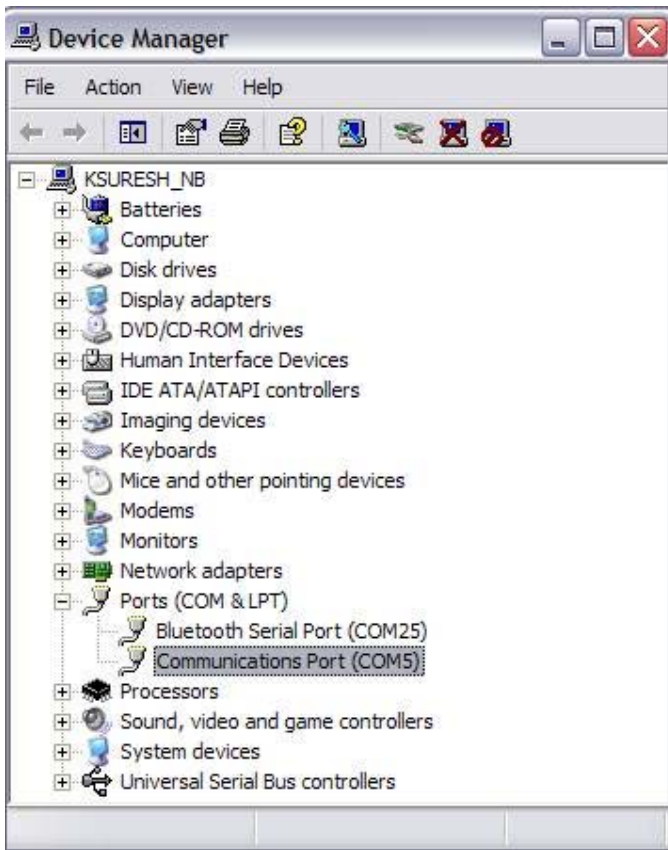 Device Manager
File Action View Help
KSURESH_NB
Batteries
Computer
Disk drives
Display adapters
DVD/CD-ROM drives
Human Interface Devices
IDE ATA/ATAPI controllers
Imaging devices
Keyboards
Mice and other pointing devices
Modems
Monitors
Network adapters
Ports (COM & LPT)
Bluetooth Serial Port (COM25)
Communications Port (COM5)
Processors
Sound, video and game controllers
System devices
Universal Serial Bus controllers